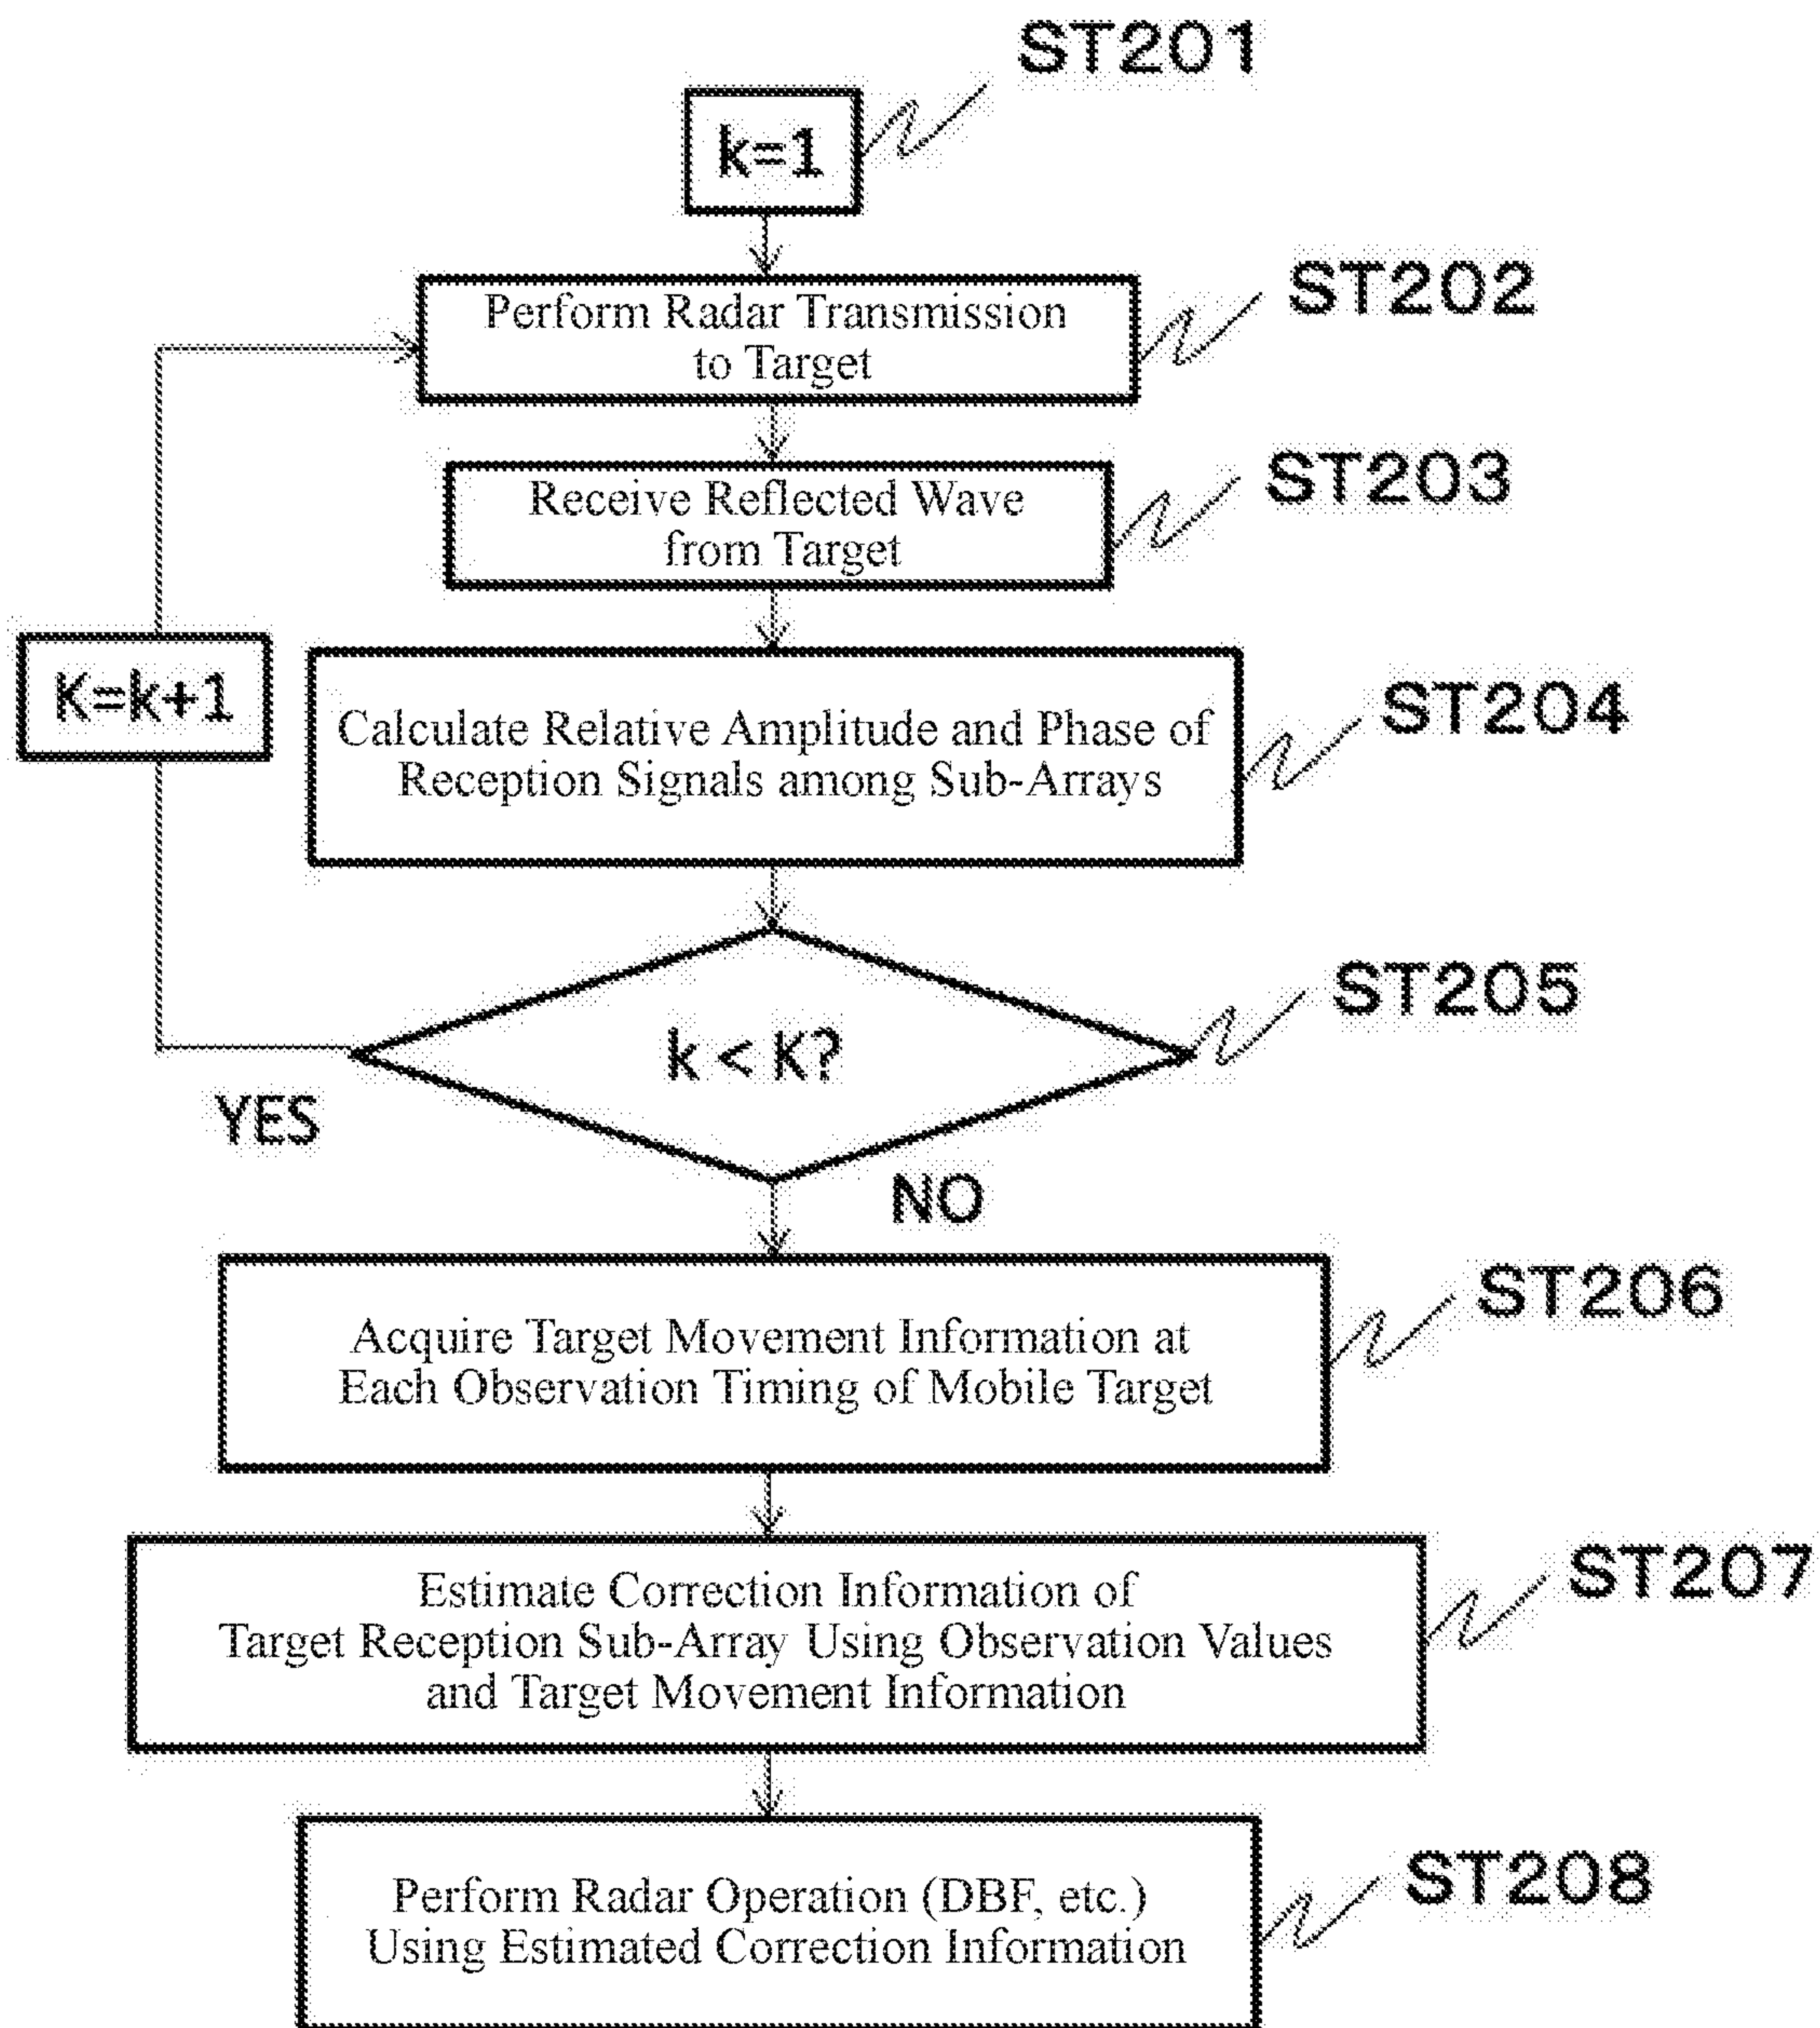 ST201
k=1
ST202
Perform Radar Transmission
to Target
ST203
Receive Reflected Wave
from Target
K=k+1
ST204
Calculate Relative Amplitude and Phase of
Reception Signals among Sub-Arrays
ST205
k < K?
YES
NO
ST206
Acquire Target Movement Information at
Each Observation Timing of Mobile Target
ST207
Estimate Correction Information of
Target Reception Sub-Array Using Observation Values
and Target Movement Information
ST208
Perform Radar Operation (DBF, etc.)
Using Estimated Correction Information